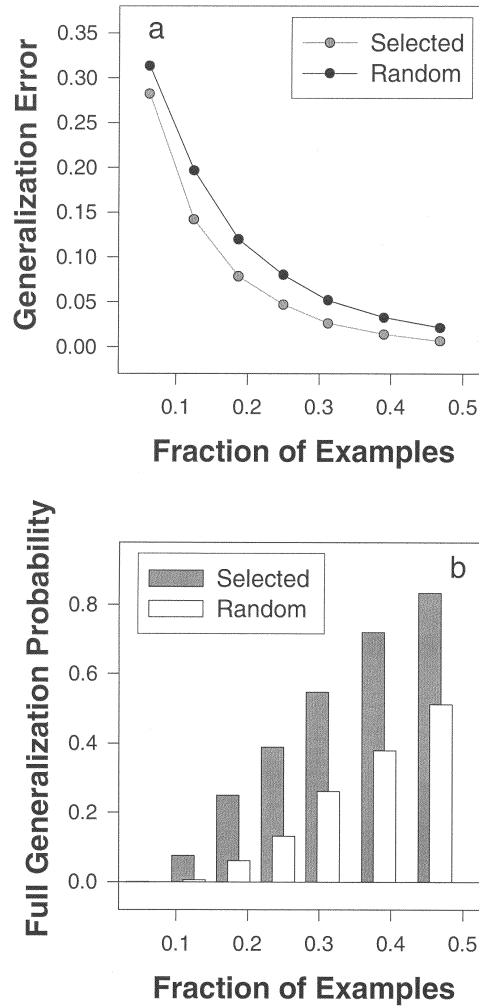 a
Selected
Random
0.35
0.30
0.25
0.20
0.15
0.10
0.05
0.00
Generalization Error
0.1 0.2 0.3 0.4 0.5
Fraction of Examples
b
Selected
Random
0.8
0.6
0.4
0.2
0.0
Full Generalization Probability
0.1 0.2 0.3 0.4 0.5
Fraction of Examples